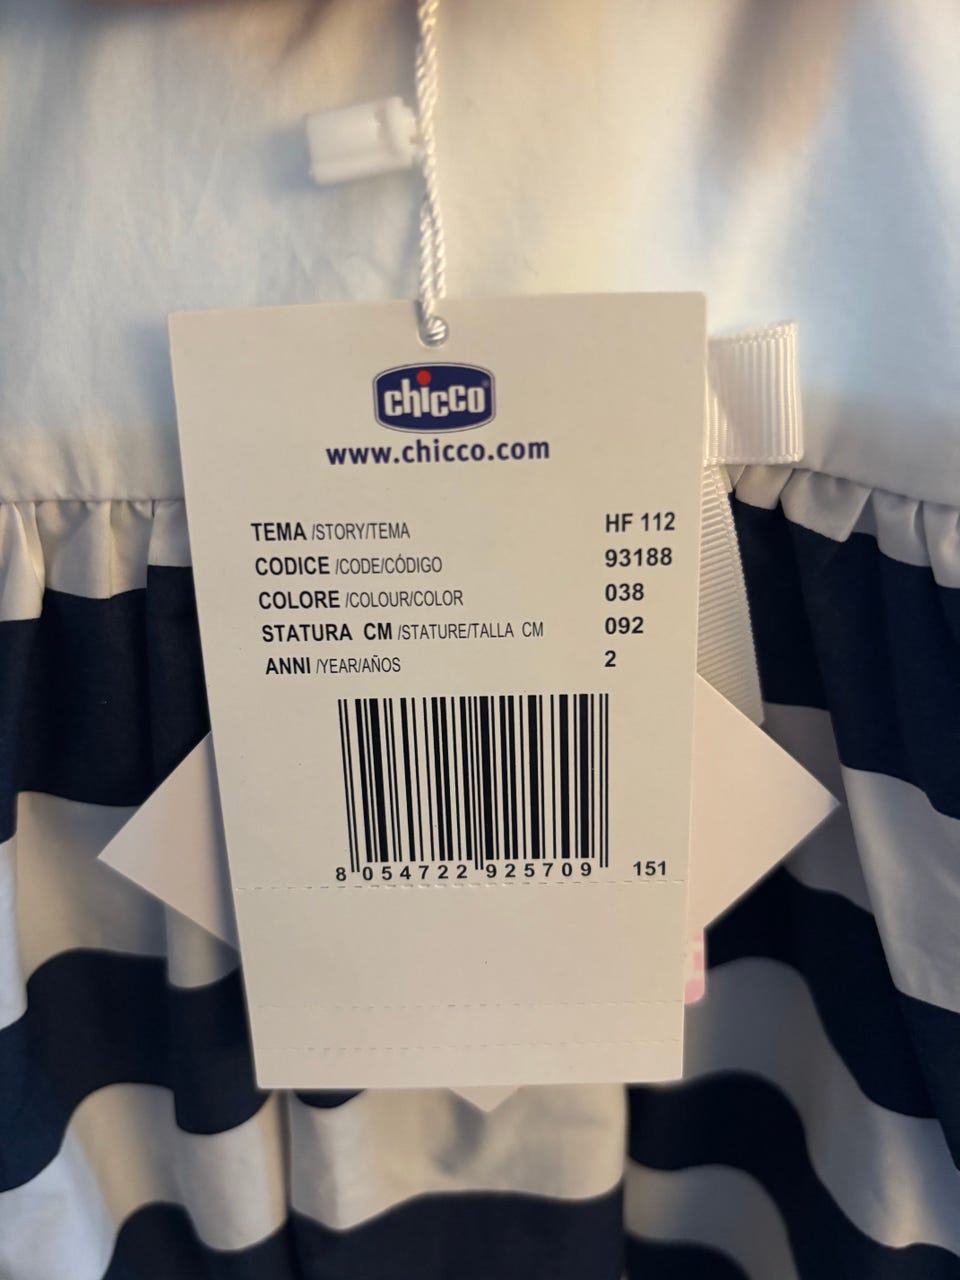 chicco
www.chicco.com
TEMA /STORY/TEMA HF 112
CODICE /CODE/CÓDIGO 93188
COLORE /COLOUR/COLOR 038
STATURA CM /STATURE/TALLA CM 092
ANNI /YEAR/AÑOS 2
8 054722 925709 151